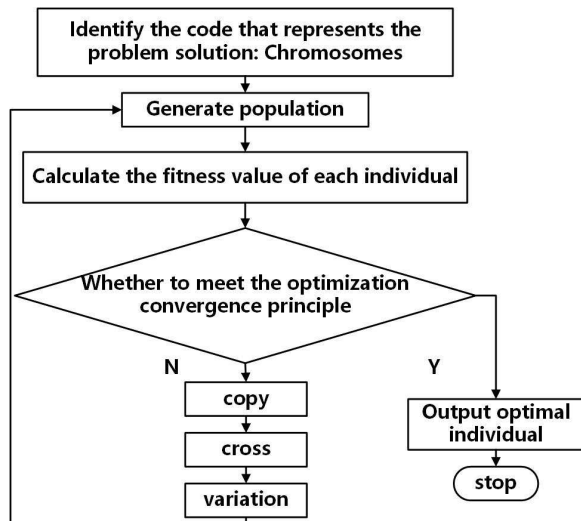 Identify the code that represents the
problem solution: Chromosomes
Generate population
Calculate the fitness value of each individual
Whether to meet the optimization
convergence principle
N
Y
copy
Output optimal
individual
cross
stop
variation